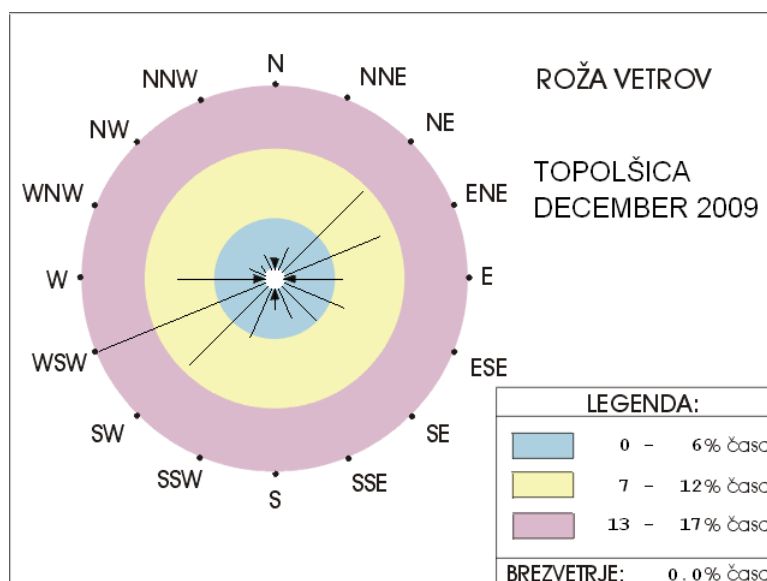 ROŽA VETROV
TOPOLŠICA
DECEMBER 2009
N
NNE
NE
ENE
E
ESE
SE
SSE
S
SSW
SW
WSW
W
WNW
NW
NNW
LEGENDA:
0 - 6% časa
7 - 12% časa
13 - 17% časa
BREZVETRJE: 0.0% časa